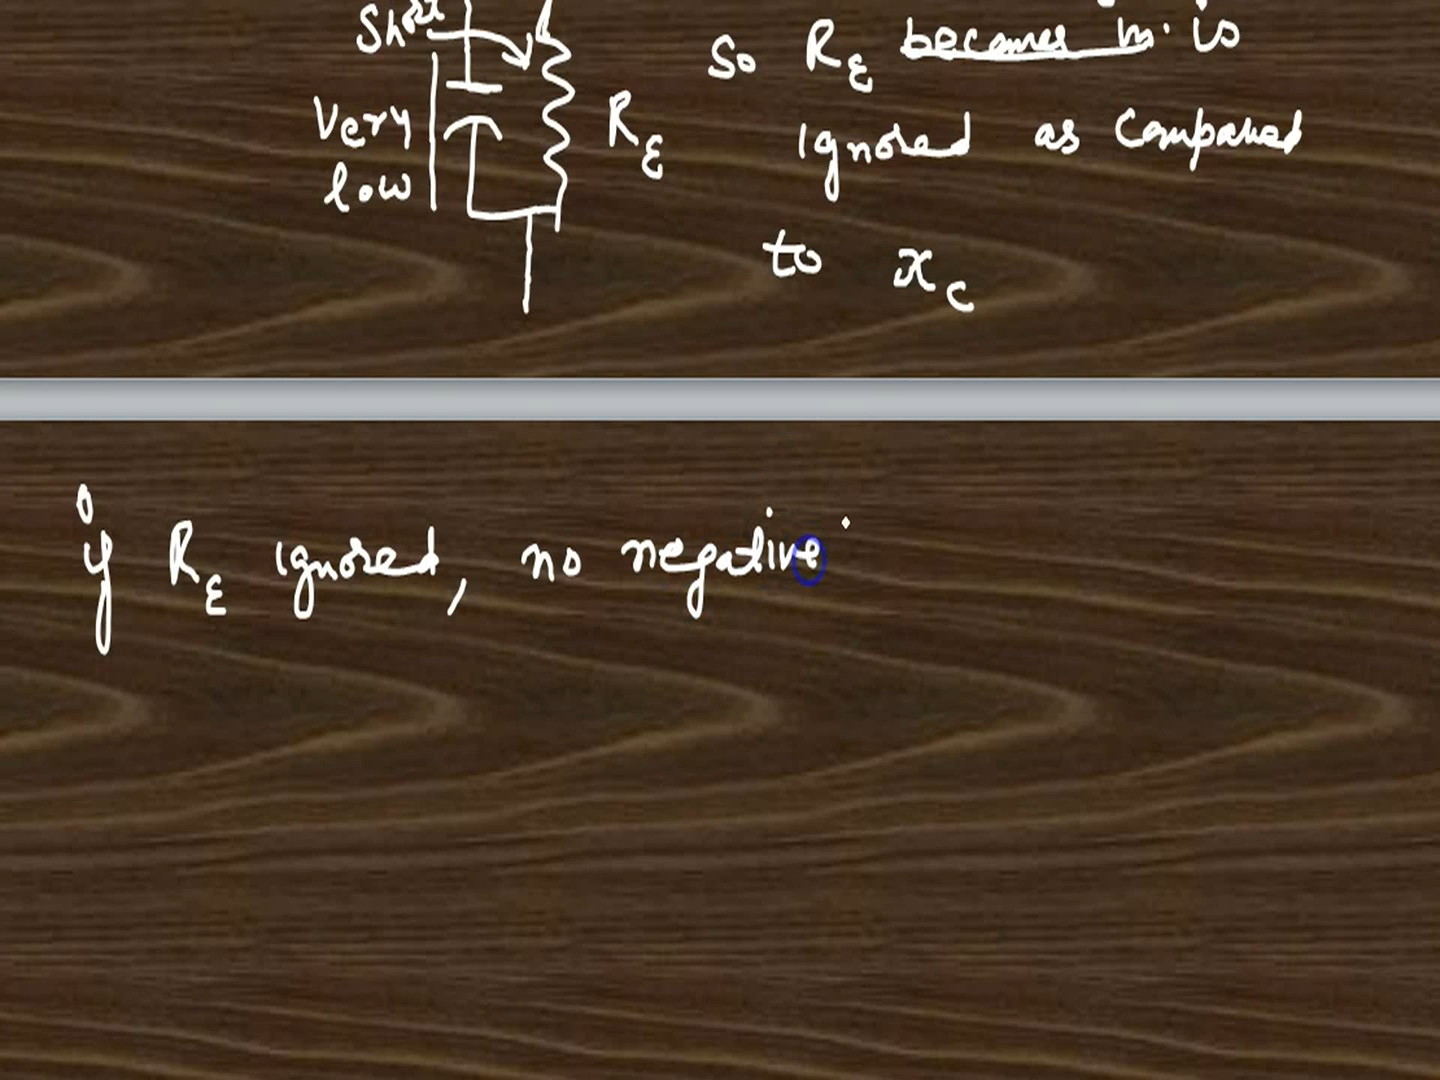 Short
So RE becomes in. is
Very
low
RE
ignored as compared
to xc
if RE ignored, no negative